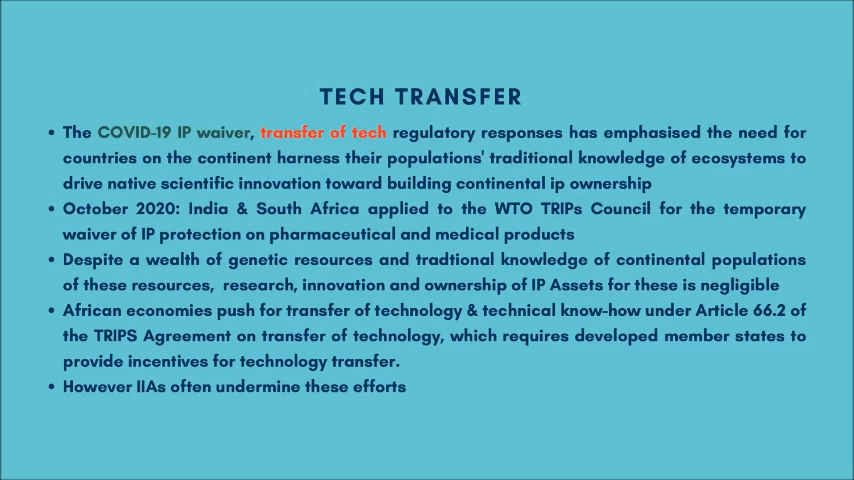 TECH TRANSFER
• The COVID-19 IP waiver, transfer of tech regulatory responses has emphasised the need for
countries on the continent harness their populations' traditional knowledge of ecosystems to
drive native scientific innovation toward building continental ip ownership
• October 2020: India & South Africa applied to the WTO TRIPs Council for the temporary
waiver of IP protection on pharmaceutical and medical products
• Despite a wealth of genetic resources and tradtional knowledge of continental populations
of these resources, research, innovation and ownership of IP Assets for these is negligible
• African economies push for transfer of technology & technical know-how under Article 66.2 of
the TRIPS Agreement on transfer of technology, which requires developed member states to
provide incentives for technology transfer.
• However IIAs often undermine these efforts